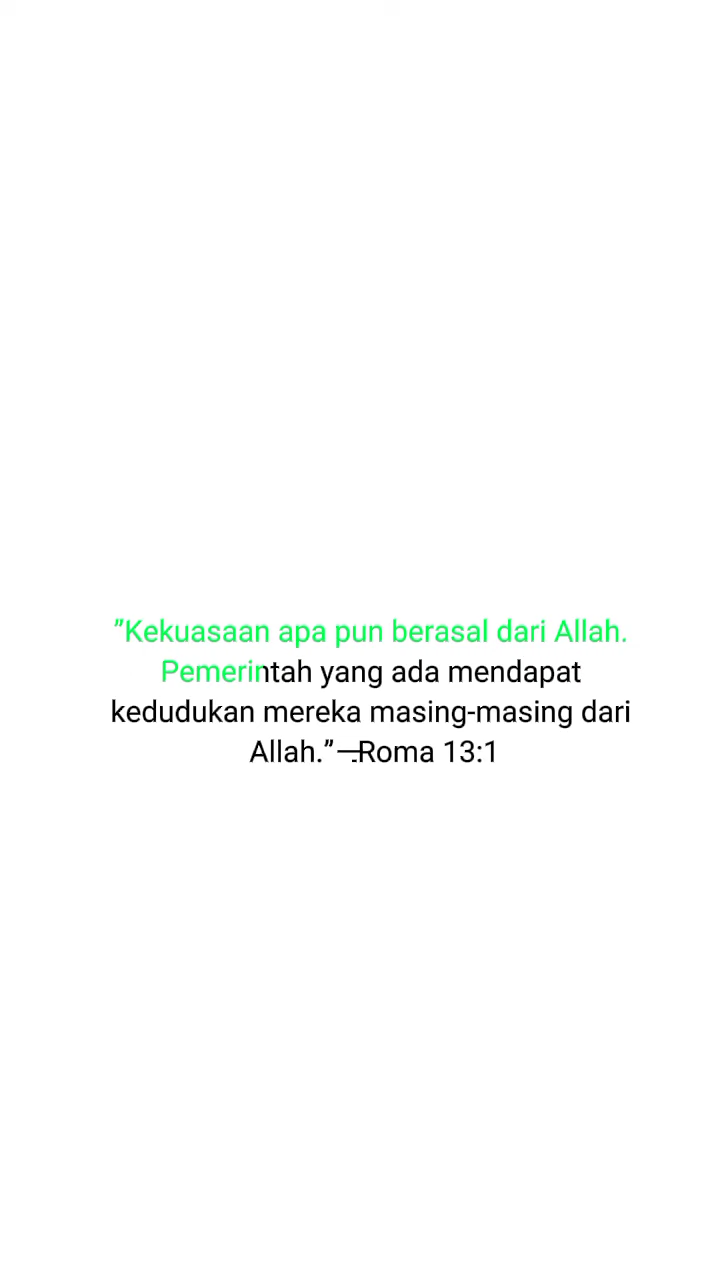 ”Kekuasaan apa pun berasal dari Allah.
Pemerintah yang ada mendapat
kedudukan mereka masing-masing dari
Allah.” —Roma 13:1